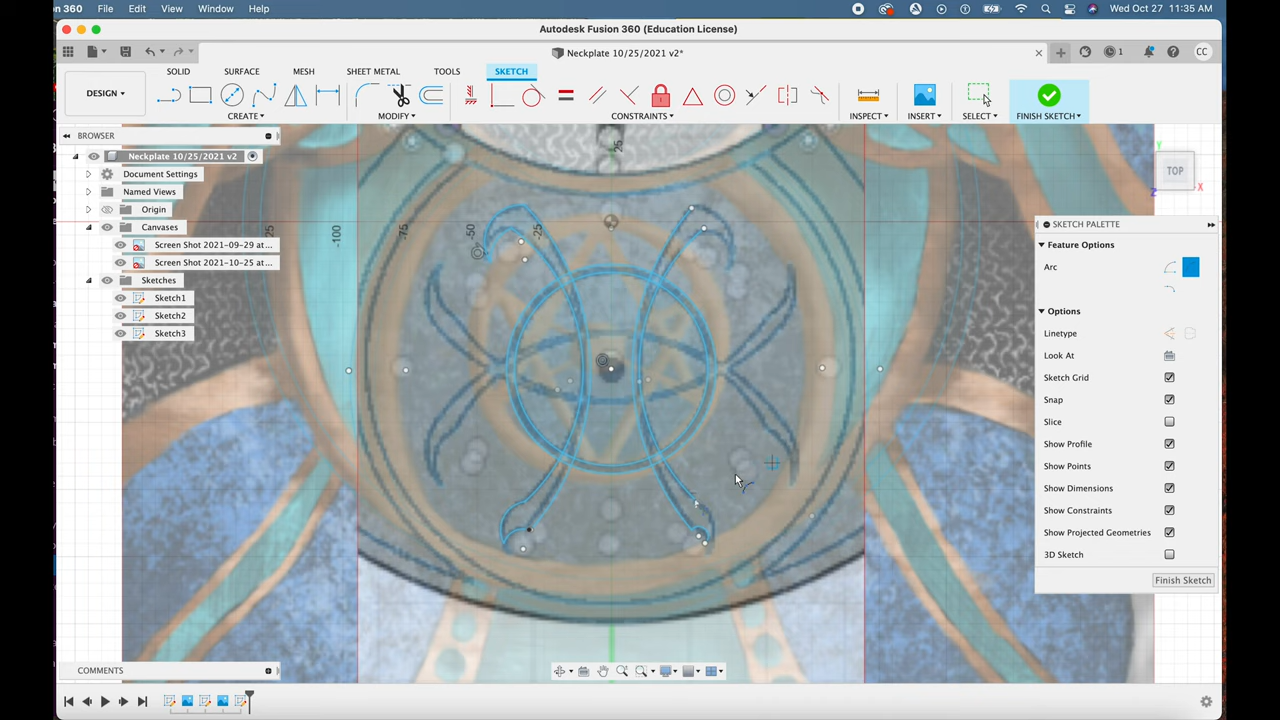 on 360 File Edit View Window Help Wed Oct 27 11:35 AM
Autodesk Fusion 360 (Education License)
Neckplate 10/25/2021 v2* 1 CC
SOLID SURFACE MESH SHEET METAL TOOLS SKETCH
DESIGN
CREATE MODIFY CONSTRAINTS INSPECT INSERT SELECT FINISH SKETCH
BROWSER
Neckplate 10/25/2021 v2
Document Settings
Named Views
Origin
Canvases
Screen Shot 2021-09-29 at...
Screen Shot 2021-10-25 at...
Sketches
Sketch1
Sketch2
Sketch3
25
-125
-100
-75
-50
-25
TOP
Y
X
Z
SKETCH PALETTE
Feature Options
Arc
Options
Linetype
Look At
Sketch Grid
Snap
Slice
Show Profile
Show Points
Show Dimensions
Show Constraints
Show Projected Geometries
3D Sketch
Finish Sketch
COMMENTS